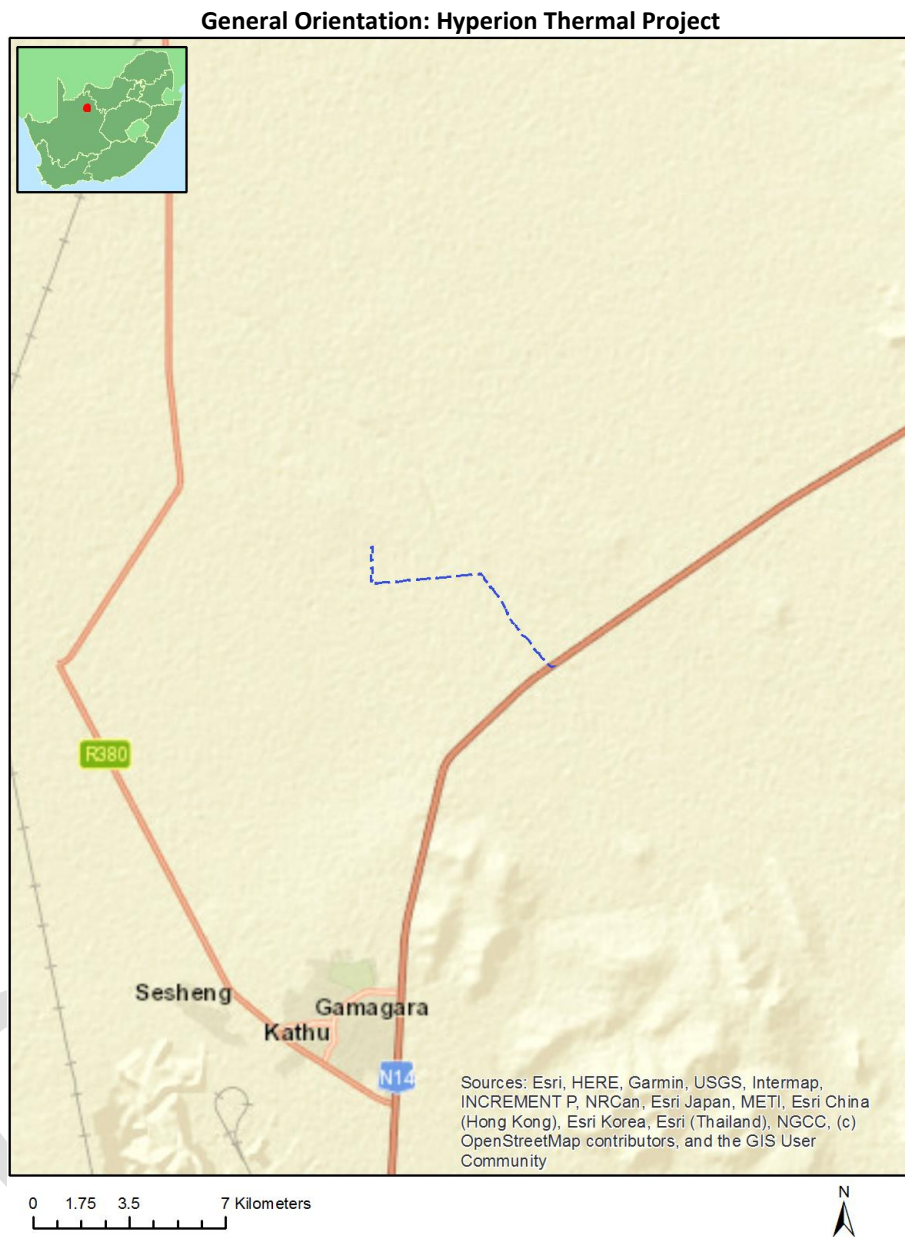 General Orientation: Hyperion Thermal Project
R380
Sesheng
Gamagara
Kathu
N14
Sources: Esri, HERE, Garmin, USGS, Intermap,
INCREMENT P, NRCan, Esri Japan, METI, Esri China
(Hong Kong), Esri Korea, Esri (Thailand), NGCC, (c)
OpenStreetMap contributors, and the GIS User
Community
0 1.75 3.5 7 Kilometers
N